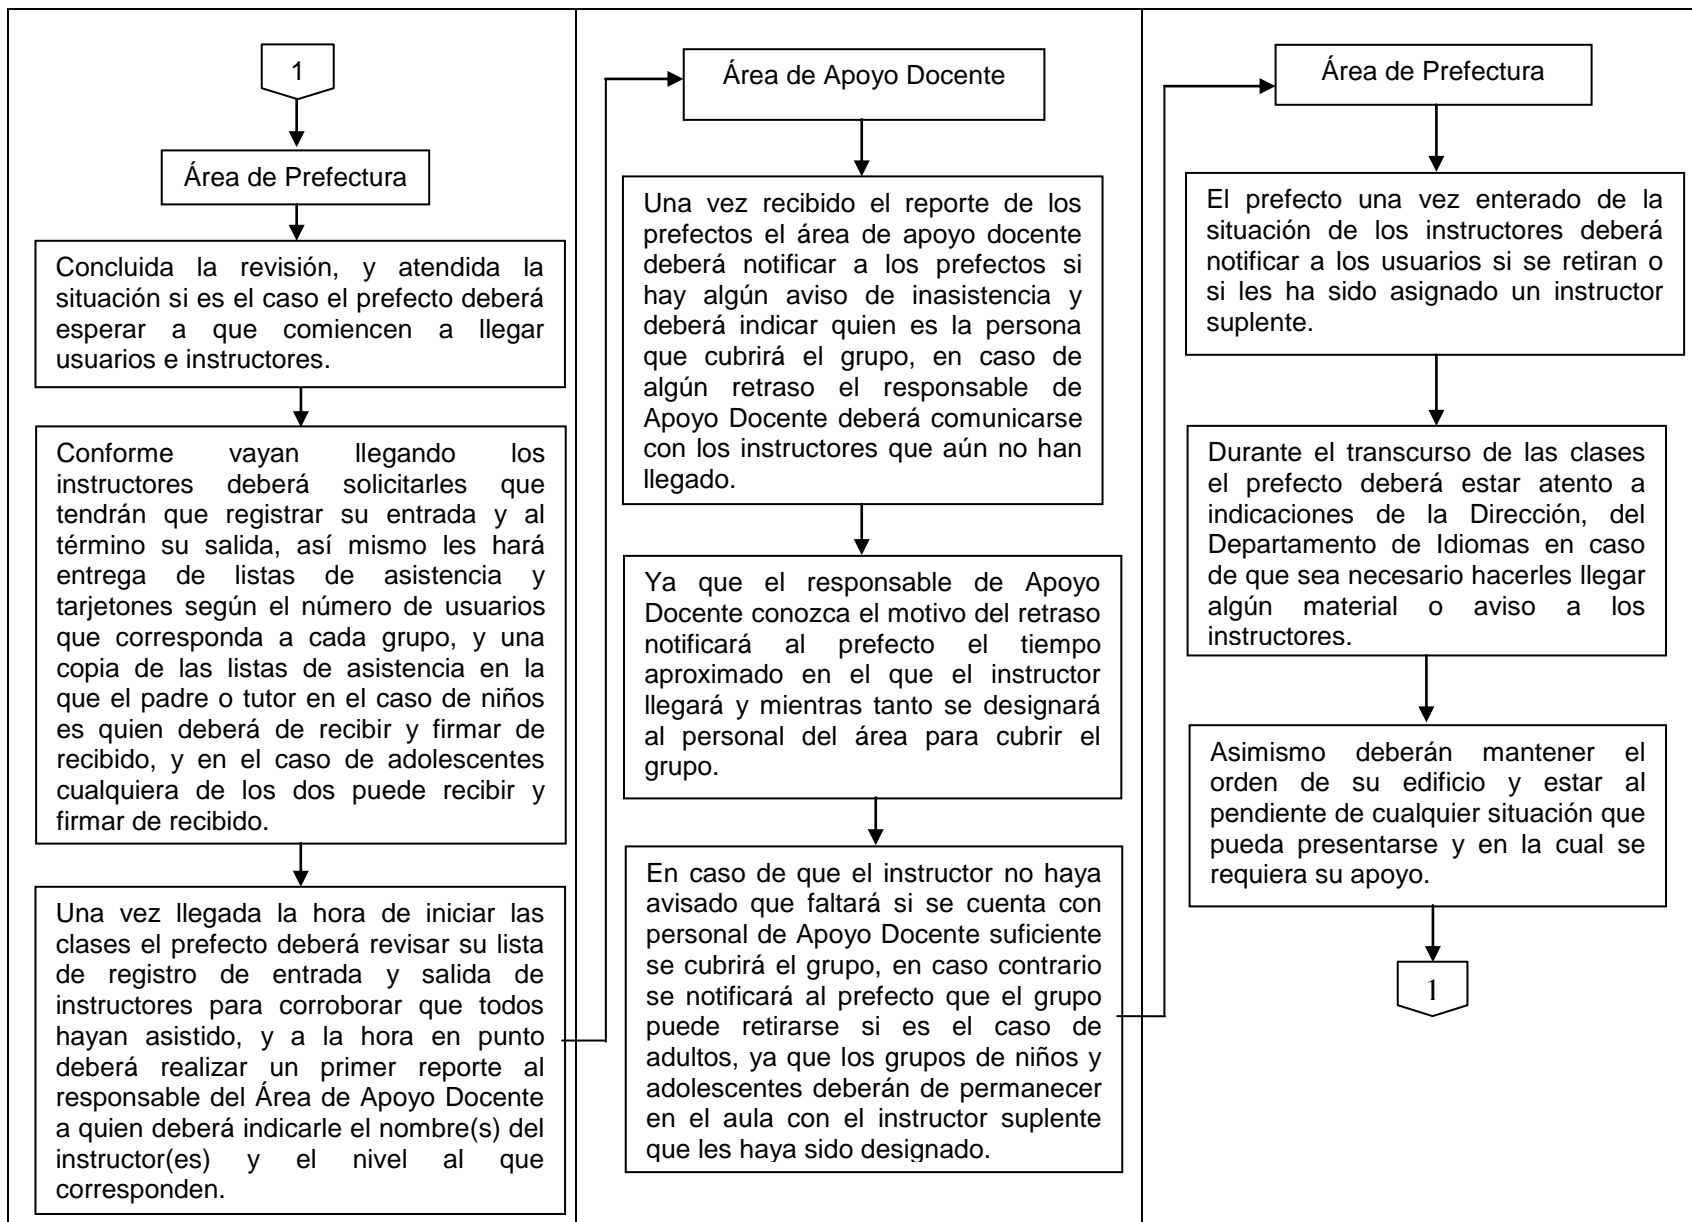 1
Área de Prefectura
Concluida la revisión, y atendida la
situación si es el caso el prefecto deberá
esperar a que comiencen a llegar
usuarios e instructores.
Conforme vayan llegando los
instructores deberá solicitarles que
tendrán que registrar su entrada y al
término su salida, así mismo les hará
entrega de listas de asistencia y
tarjetones según el número de usuarios
que corresponda a cada grupo, y una
copia de las listas de asistencia en la
que el padre o tutor en el caso de niños
es quien deberá de recibir y firmar de
recibido, y en el caso de adolescentes
cualquiera de los dos puede recibir y
firmar de recibido.
Una vez llegada la hora de iniciar las
clases el prefecto deberá revisar su lista
de registro de entrada y salida de
instructores para corroborar que todos
hayan asistido, y a la hora en punto
deberá realizar un primer reporte al
responsable del Área de Apoyo Docente
a quien deberá indicarle el nombre(s) del
instructor(es) y el nivel al que
corresponden.
Área de Apoyo Docente
Una vez recibido el reporte de los
prefectos el área de apoyo docente
deberá notificar a los prefectos si
hay algún aviso de inasistencia y
deberá indicar quien es la persona
que cubrirá el grupo, en caso de
algún retraso el responsable de
Apoyo Docente deberá comunicarse
con los instructores que aún no han
llegado.
Ya que el responsable de Apoyo
Docente conozca el motivo del retraso
notificará al prefecto el tiempo
aproximado en el que el instructor
llegará y mientras tanto se designará
al personal del área para cubrir el
grupo.
En caso de que el instructor no haya
avisado que faltará si se cuenta con
personal de Apoyo Docente suficiente
se cubrirá el grupo, en caso contrario
se notificará al prefecto que el grupo
puede retirarse si es el caso de
adultos, ya que los grupos de niños y
adolescentes deberán de permanecer
en el aula con el instructor suplente
que les haya sido designado.
Área de Prefectura
El prefecto una vez enterado de la
situación de los instructores deberá
notificar a los usuarios si se retiran o
si les ha sido asignado un instructor
suplente.
Durante el transcurso de las clases
el prefecto deberá estar atento a
indicaciones de la Dirección, del
Departamento de Idiomas en caso
de que sea necesario hacerles llegar
algún material o aviso a los
instructores.
Asimismo deberán mantener el
orden de su edificio y estar al
pendiente de cualquier situación que
pueda presentarse y en la cual se
requiera su apoyo.
1